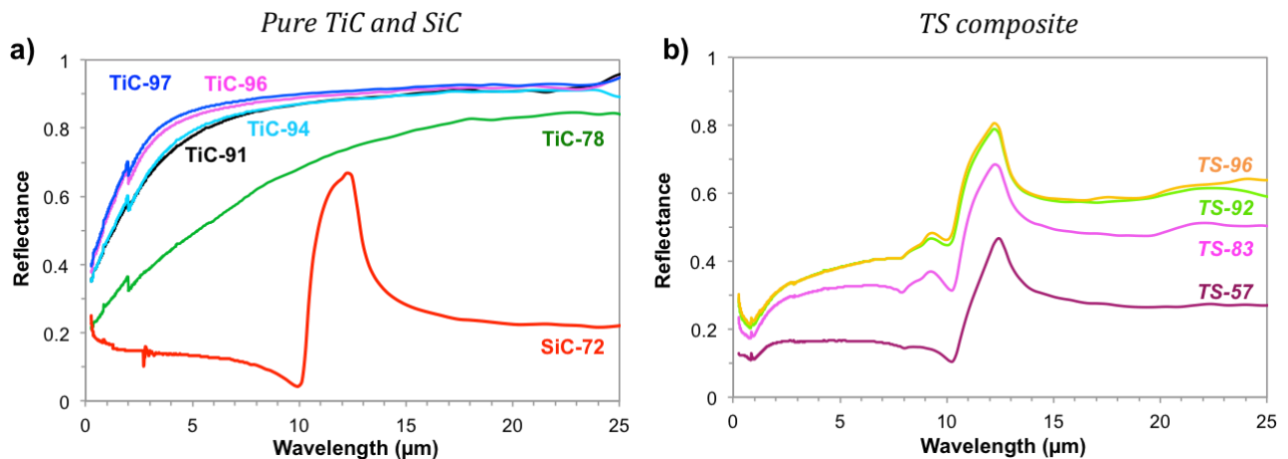 Pure TiC and SiC
TS composite
a)
b)
1
0.8
0.6
0.4
0.2
0
Reflectance
TiC-97
TiC-96
TiC-94
TiC-91
TiC-78
SiC-72
0 5 10 15 20 25
Wavelength (μm)
1
0.8
0.6
0.4
0.2
0
Reflectance
TS-96
TS-92
TS-83
TS-57
0 5 10 15 20 25
Wavelength (μm)